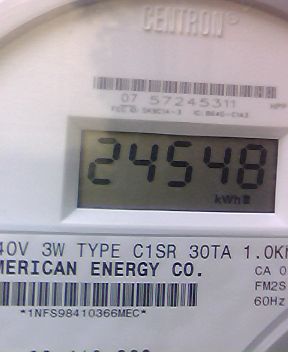 CENTRON
07 57245311
24548
kWh
40V 3W TYPE C1SR 30TA 1.0K
MERICAN ENERGY CO.
CA 0
FM2S
60Hz
*1NFS98410366MEC*